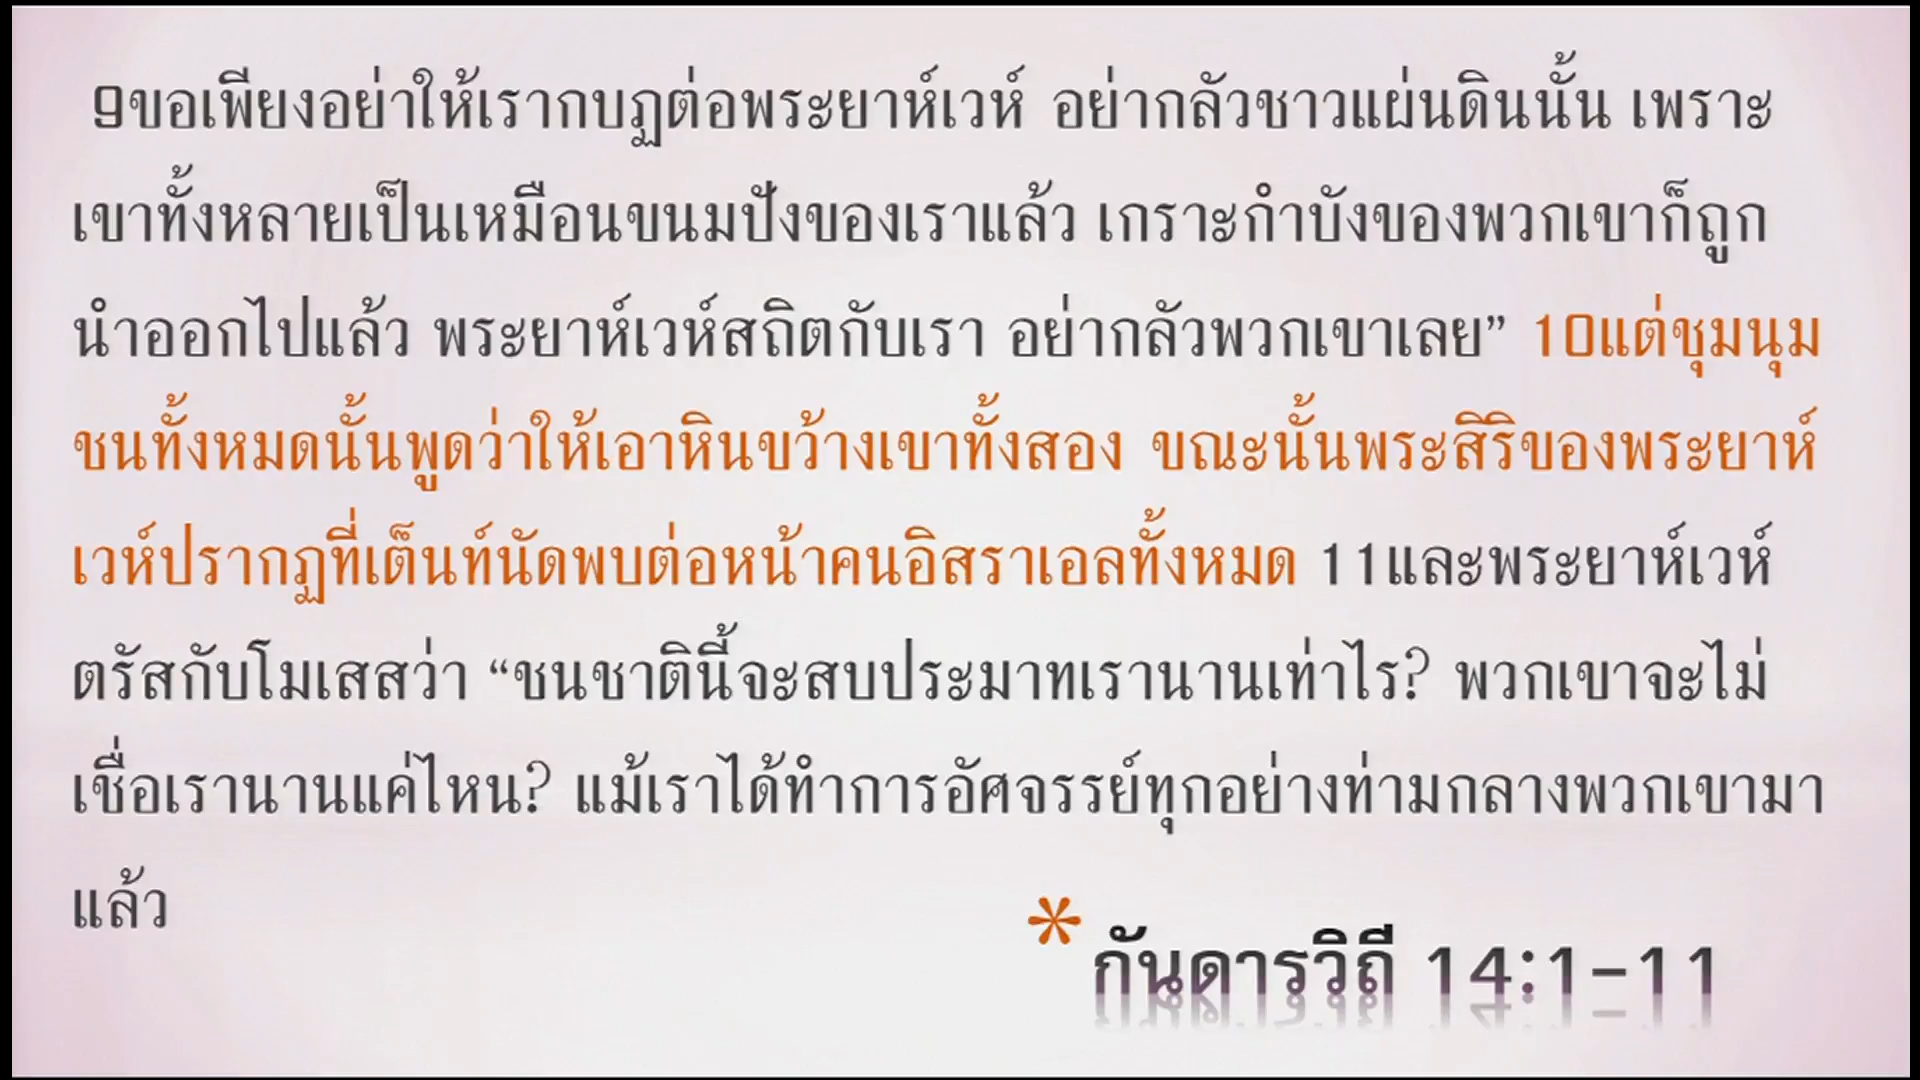 9ขอเพียงอย่าให้เรากบฏต่อพระยาห์เวห์ อย่ากลัวชาวแผ่นดินนั้น เพราะ
เขาทั้งหลายเป็นเหมือนขนมปังของเราแล้ว เกราะกำบังของพวกเขาก็ถูก
นำออกไปแล้ว พระยาห์เวห์สถิตกับเรา อย่ากลัวพวกเขาเลย” 10แต่ชุมนุม
ชนทั้งหมดนั้นพูดว่าให้เอาหินขว้างเขาทั้งสอง ขณะนั้นพระสิริของพระยาห์
เวห์ปรากฏที่เต็นท์นัดพบต่อหน้าคนอิสราเอลทั้งหมด 11และพระยาห์เวห์
ตรัสกับโมเสสว่า “ชนชาตินี้จะสบประมาทเรานานเท่าไร? พวกเขาจะไม่
เชื่อเรานานแค่ไหน? แม้เราได้ทำการอัศจรรย์ทุกอย่างท่ามกลางพวกเขามา
แล้ว
* กันดารวิถี 14:1-11